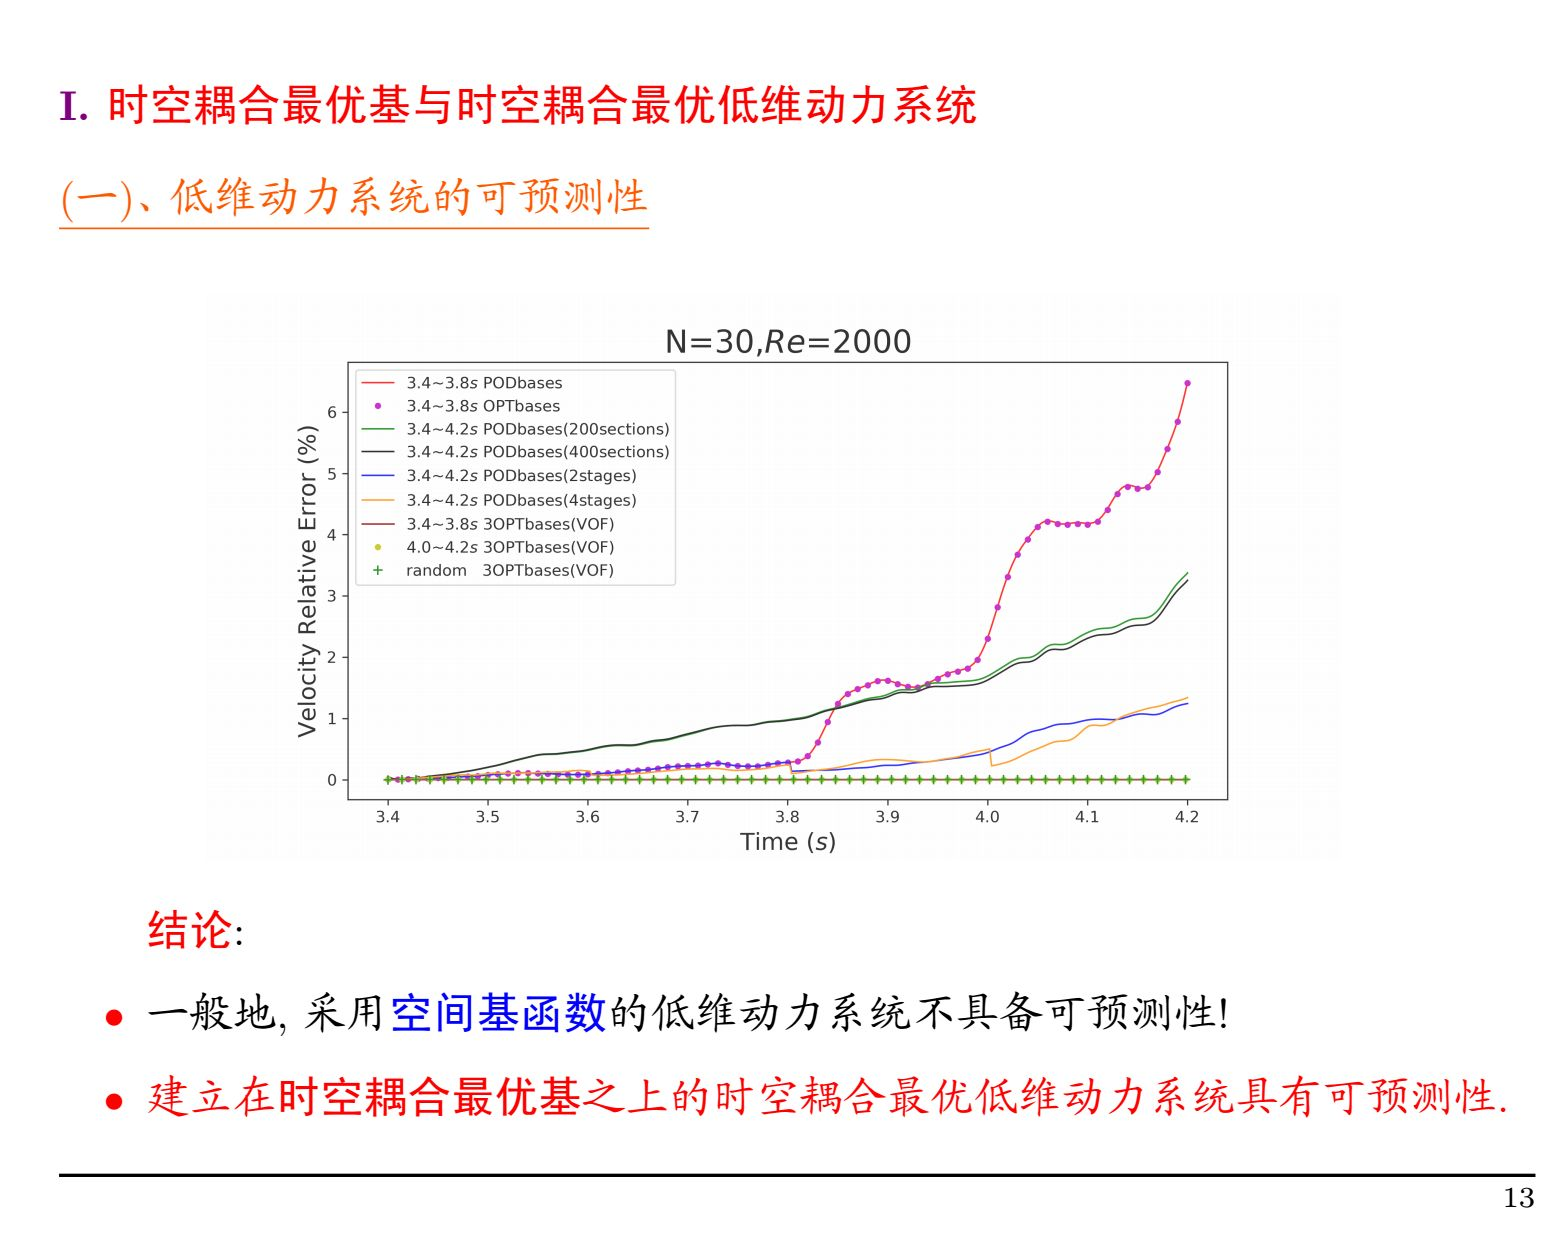 I. 时空耦合最优基与时空耦合最优低维动力系统
(一)、低维动力系统的可预测性
N=30,Re=2000
3.4~3.8s PODbases
3.4~3.8s OPTbases
3.4~4.2s PODbases(200sections)
3.4~4.2s PODbases(400sections)
3.4~4.2s PODbases(2stages)
3.4~4.2s PODbases(4stages)
3.4~3.8s 3OPTbases(VOF)
4.0~4.2s 3OPTbases(VOF)
random 3OPTbases(VOF)
Velocity Relative Error (%)
6
5
4
3
2
1
0
3.4 3.5 3.6 3.7 3.8 3.9 4.0 4.1 4.2
Time (s)
结论:
• 一般地, 采用空间基函数的低维动力系统不具备可预测性!
• 建立在时空耦合最优基之上的时空耦合最优低维动力系统具有可预测性.
13